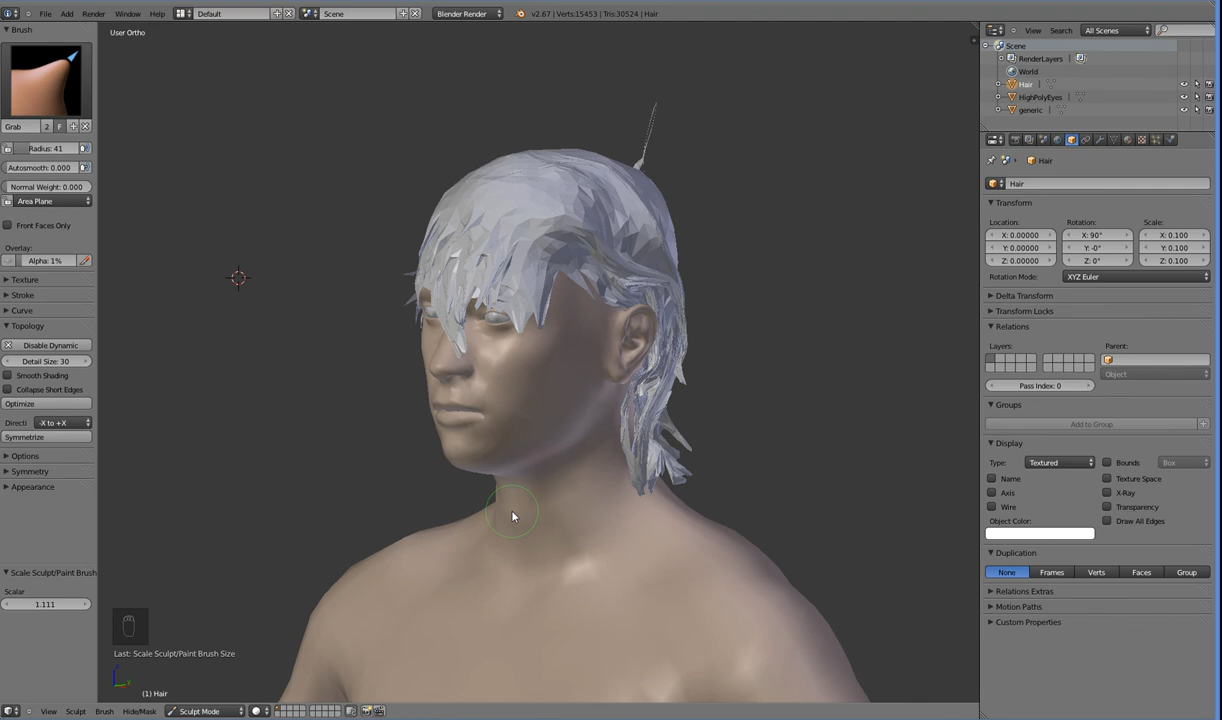 File Add Render Window Help Default Scene Blender Render v2.67 | Verts:15453 | Tris:30524 | Hair
Brush
User Ortho
Grab 2 F
Radius: 41
Autosmooth: 0.000
Normal Weight: 0.000
Area Plane
Front Faces Only
Overlay:
Alpha: 1%
Texture
Stroke
Curve
Topology
Disable Dynamic
Detail Size: 30
Smooth Shading
Collapse Short Edges
Optimize
Directi -X to +X
Symmetrize
Options
Symmetry
Appearance
Scale Sculpt/Paint Brush
Scalar
1.111
Last: Scale Sculpt/Paint Brush Size
(1) Hair
View Sculpt Brush Hide/Mask Sculpt Mode
View Search All Scenes
Scene
RenderLayers
World
Hair
HighPolyEyes
generic
Hair
Hair
Transform
Location: Rotation: Scale:
X: 0.00000 X: 90° X: 0.100
Y: 0.00000 Y: -0° Y: 0.100
Z: 0.00000 Z: 0° Z: 0.100
Rotation Mode: XYZ Euler
Delta Transform
Transform Locks
Relations
Layers: Parent:
Object
Pass Index: 0
Groups
Add to Group
Display
Type: Textured Bounds Box
Name Texture Space
Axis X-Ray
Wire Transparency
Object Color: Draw All Edges
Duplication
None Frames Verts Faces Group
Relations Extras
Motion Paths
Custom Properties